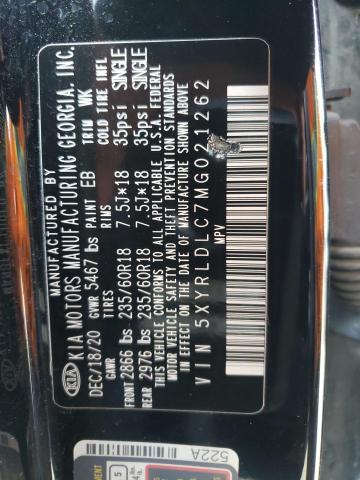 KIA
MANUFACTURED BY
KIA MOTORS MANUFACTURING GEORGIA, INC.
DEC/18/20 GVWR 5467 lbs PAINT EB TRIM WK
GAWR TIRES RIMS COLD TIRE INFL
FRONT 2866 lbs 235/60R18 7.5J*18 35psi SINGLE
REAR 2976 lbs 235/60R18 7.5J*18 35psi SINGLE
THIS VEHICLE CONFORMS TO ALL APPLICABLE U.S.A. FEDERAL
MOTOR VEHICLE SAFETY AND THEFT PREVENTION STANDARDS
IN EFFECT ON THE DATE OF MANUFACTURE SHOWN ABOVE
VIN 5XYRLDLC7MG021262
MPV
522A